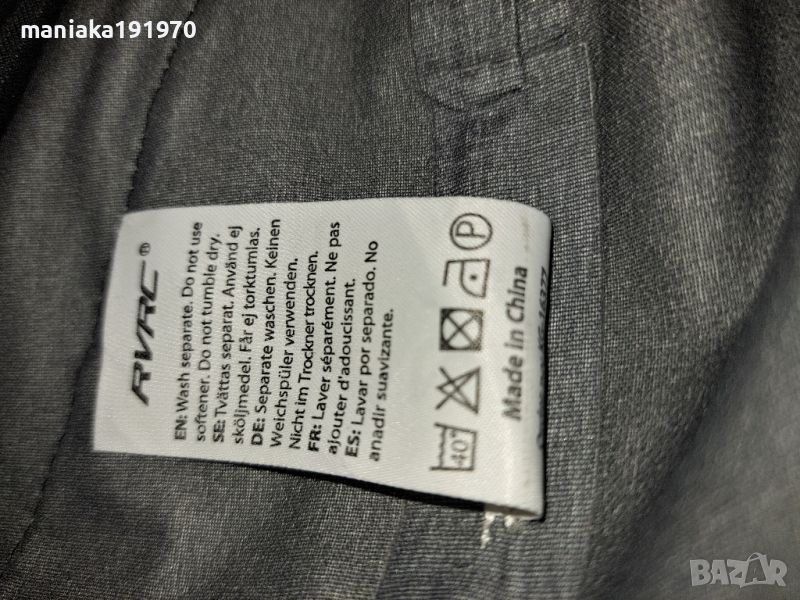 maniaka191970
RVRC®
EN: Wash separate. Do not use
softener. Do not tumble dry.
SE: Tvättas separat. Använd ej
sköljmedel. Får ej torktumlas.
DE: Separate waschen. Keinen
Weichspüler verwenden.
Nicht im Trockner trocknen.
FR: Laver séparément. Ne pas
ajouter d'adoucissant.
ES: Lavar por separado. No
anadir suavizante.
40°
P
Made in China
BAZAR